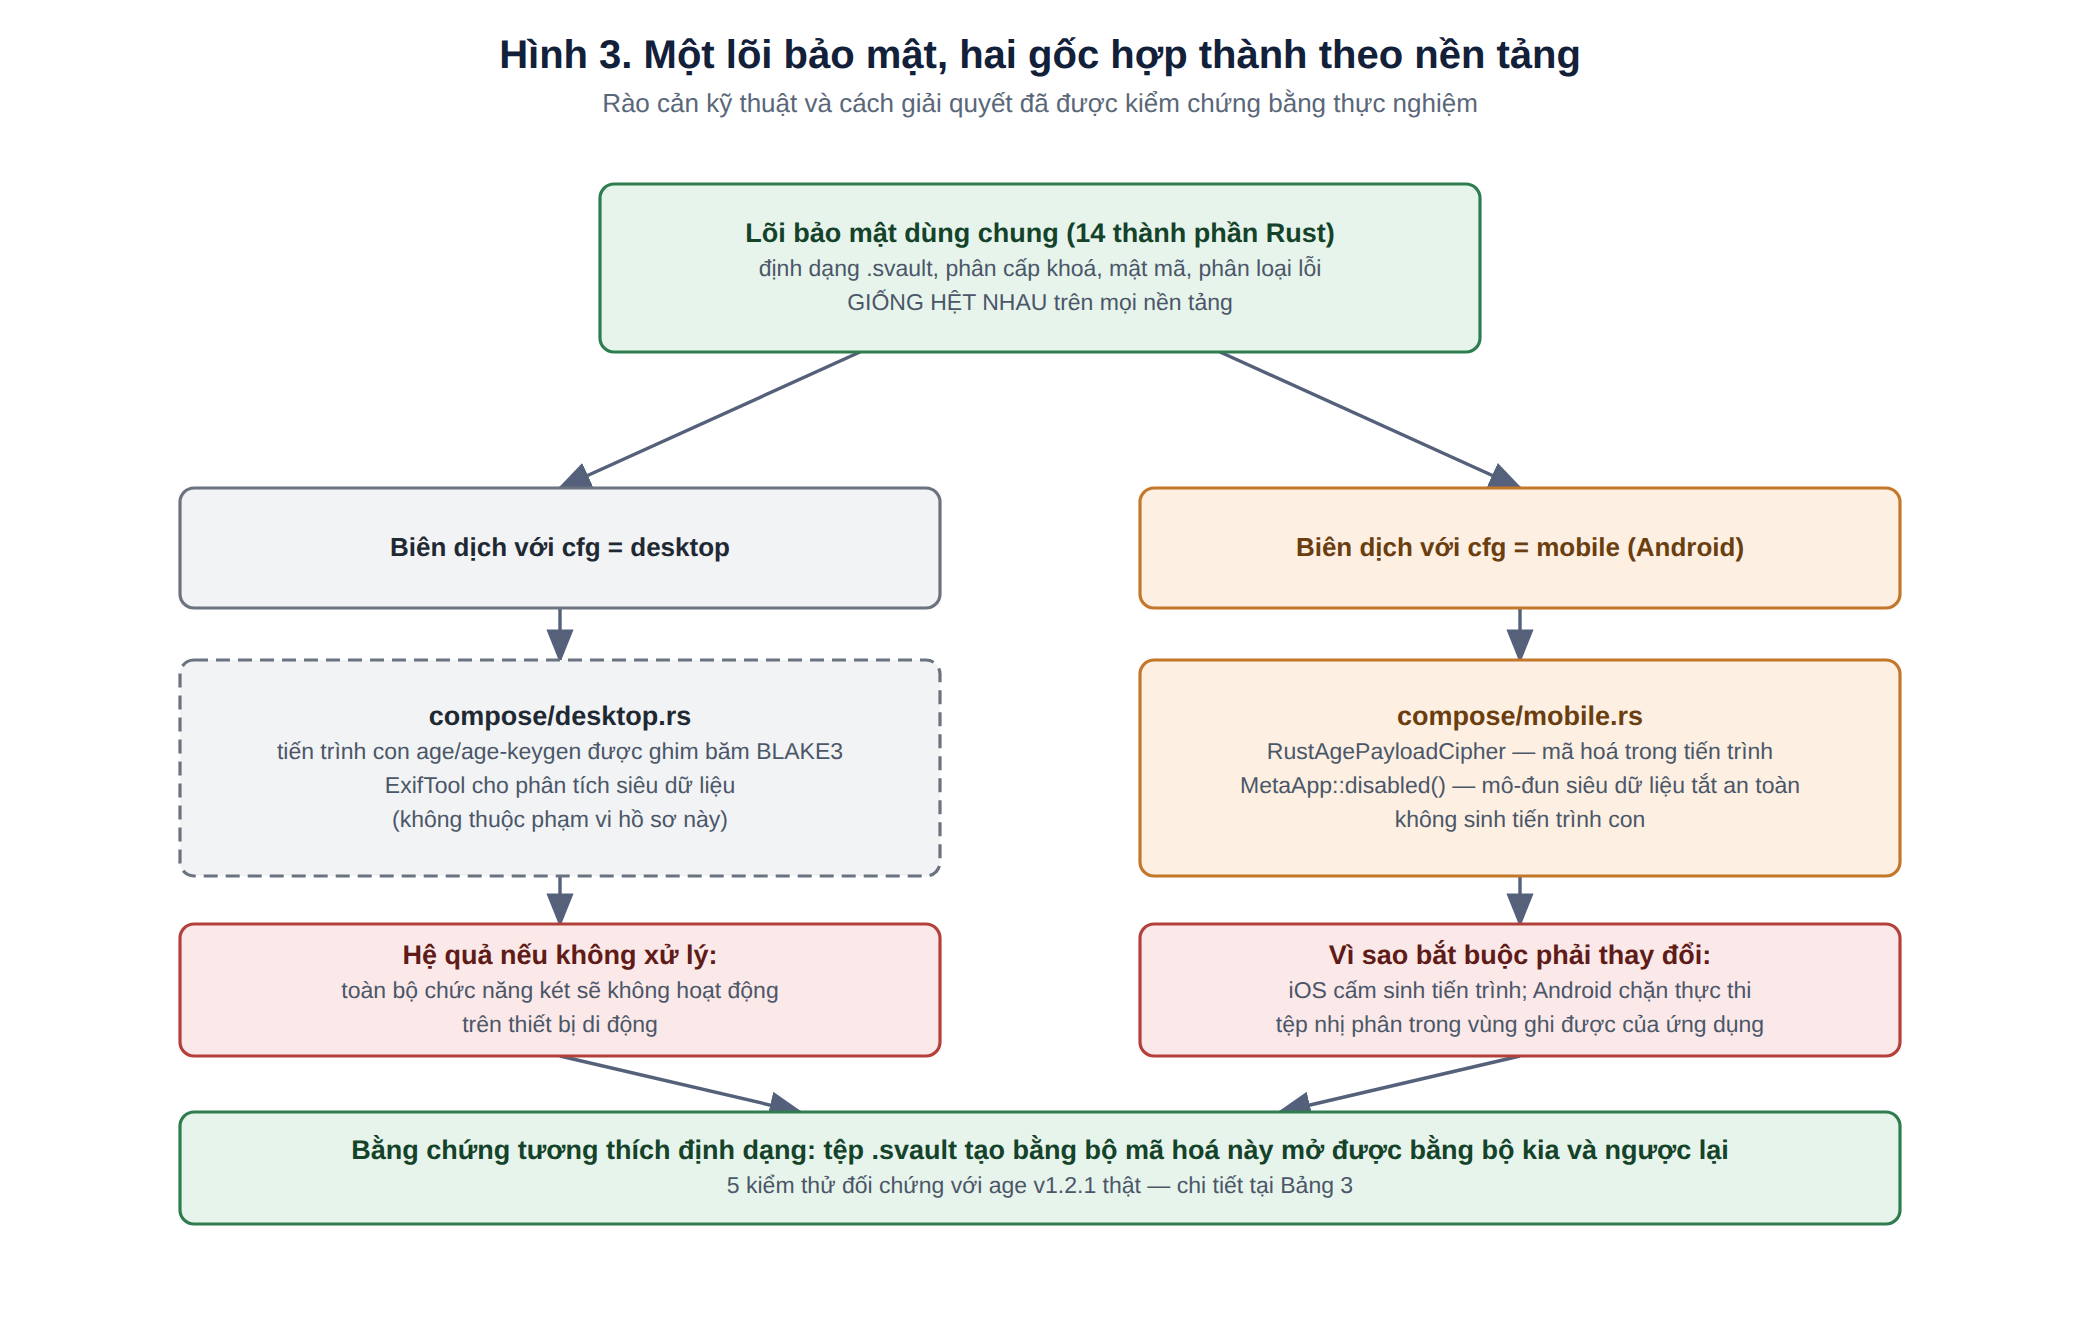 Hình 3. Một lõi bảo mật, hai gốc hợp thành theo nền tảng
Rào cản kỹ thuật và cách giải quyết đã được kiểm chứng bằng thực nghiệm
Lõi bảo mật dùng chung (14 thành phần Rust)
định dạng .svault, phân cấp khoá, mật mã, phân loại lỗi
GIỐNG HỆT NHAU trên mọi nền tảng
Biên dịch với cfg = desktop
Biên dịch với cfg = mobile (Android)
compose/desktop.rs
tiến trình con age/age-keygen được ghim băm BLAKE3
ExifTool cho phân tích siêu dữ liệu
(không thuộc phạm vi hồ sơ này)
compose/mobile.rs
RustAgePayloadCipher — mã hoá trong tiến trình
MetaApp::disabled() — mô-đun siêu dữ liệu tắt an toàn
không sinh tiến trình con
Hệ quả nếu không xử lý:
toàn bộ chức năng két sẽ không hoạt động
trên thiết bị di động
Vì sao bắt buộc phải thay đổi:
iOS cấm sinh tiến trình; Android chặn thực thi
tệp nhị phân trong vùng ghi được của ứng dụng
Bằng chứng tương thích định dạng: tệp .svault tạo bằng bộ mã hoá này mở được bằng bộ kia và ngược lại
5 kiểm thử đối chứng với age v1.2.1 thật — chi tiết tại Bảng 3